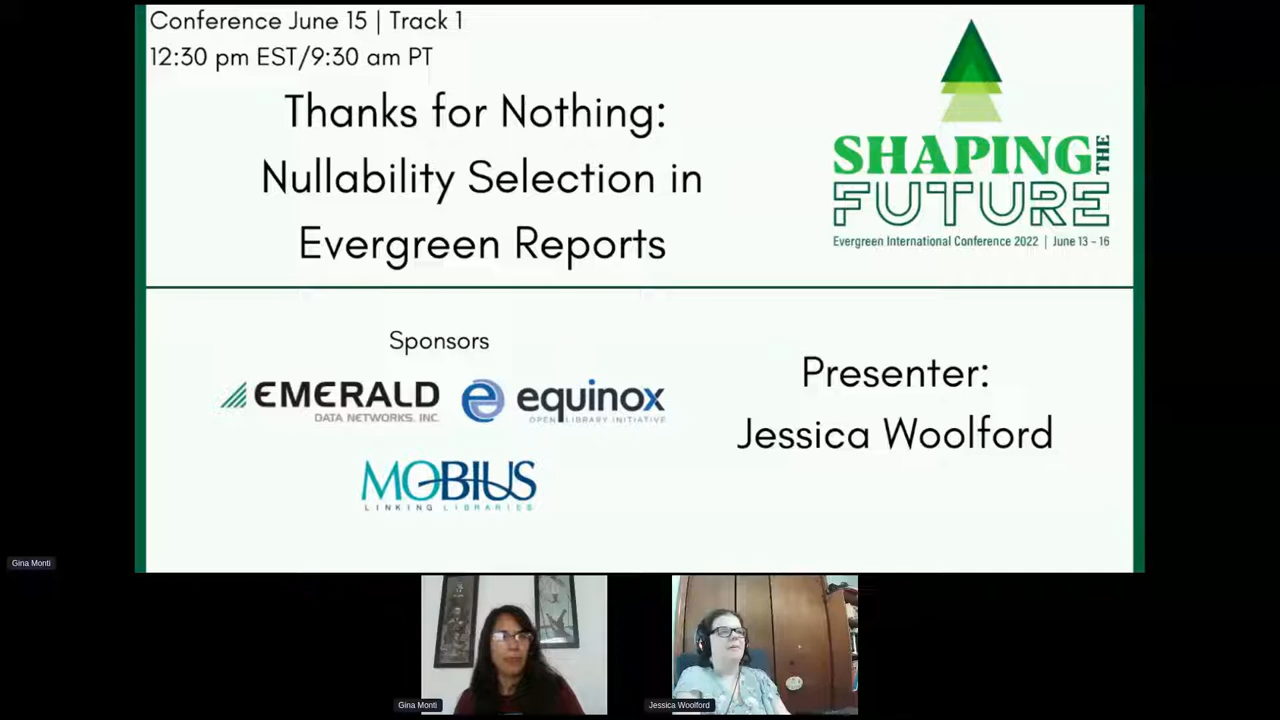 Conference June 15 | Track 1
12:30 pm EST/9:30 am PT
Thanks for Nothing:
Nullability Selection in
Evergreen Reports
SHAPING THE
FUTURE
Evergreen International Conference 2022 | June 13 - 16
Sponsors
EMERALD
DATA NETWORKS, INC.
equinox
OPEN LIBRARY INITIATIVE
MOBIUS
LINKING LIBRARIES
Presenter:
Jessica Woolford
Gina Monti
Gina Monti
Jessica Woolford